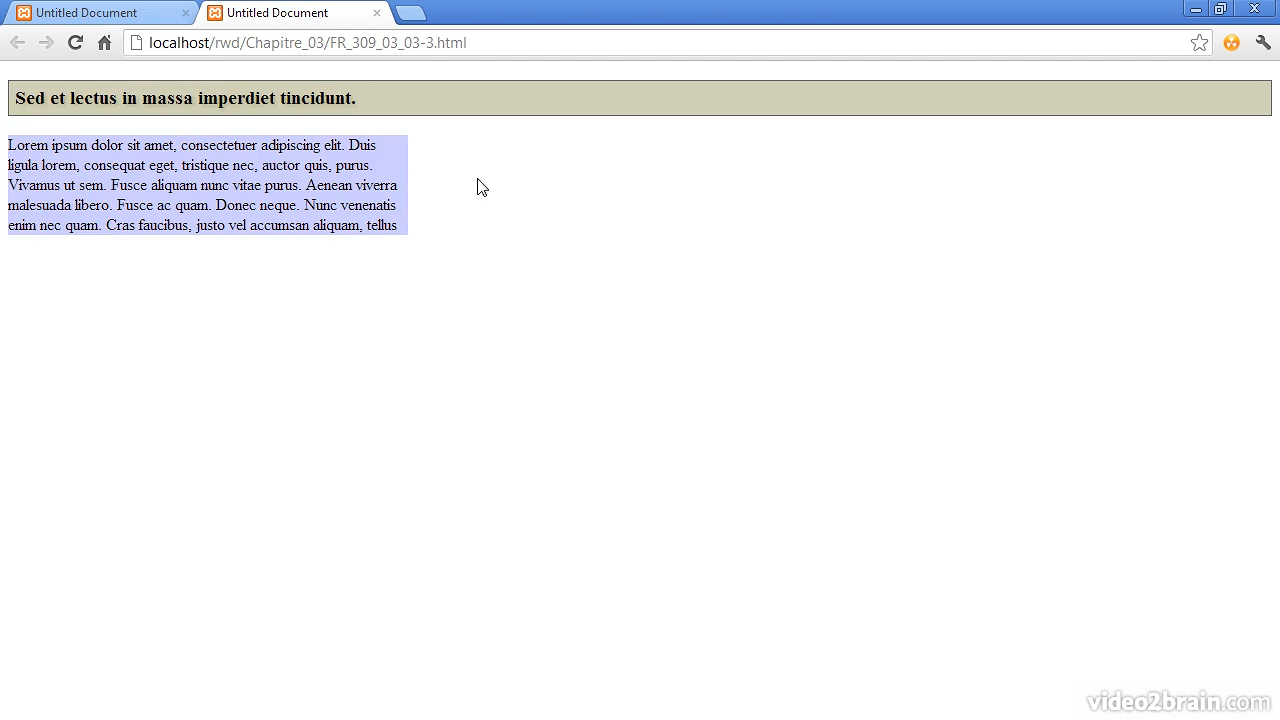 Untitled Document
Untitled Document
localhost/rwd/Chapitre_03/FR_309_03_03-3.html
Sed et lectus in massa imperdiet tincidunt.
Lorem ipsum dolor sit amet, consectetuer adipiscing elit. Duis
ligula lorem, consequat eget, tristique nec, auctor quis, purus.
Vivamus ut sem. Fusce aliquam nunc vitae purus. Aenean viverra
malesuada libero. Fusce ac quam. Donec neque. Nunc venenatis
enim nec quam. Cras faucibus, justo vel accumsan aliquam, tellus
video2brain.com